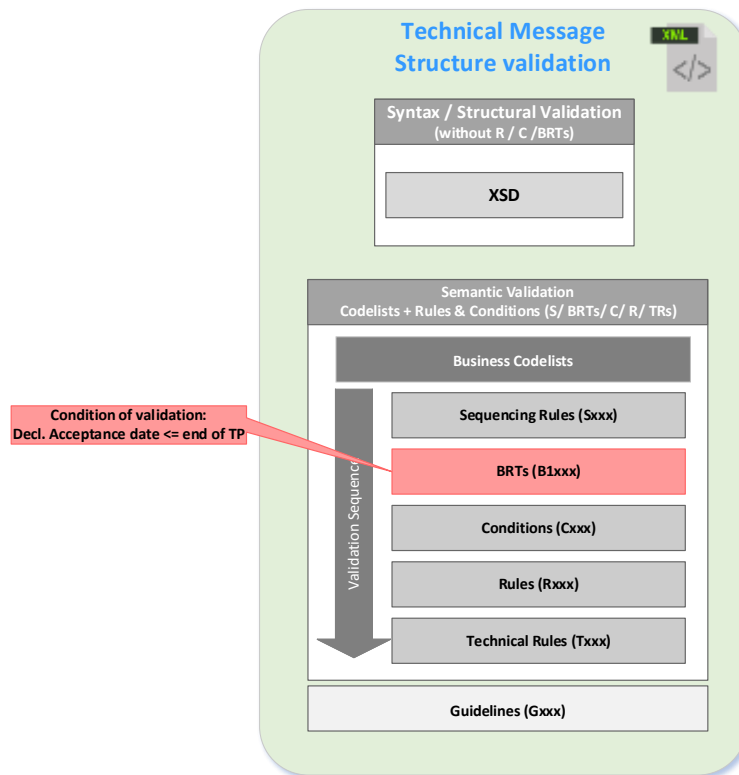 Technical Message
Structure validation
XML
</>
Syntax / Structural Validation
(without R / C /BRTs)
XSD
Semantic Validation
Codelists + Rules & Conditions (S/ BRTs/ C/ R/ TRs)
Business Codelists
Validation Sequence
Sequencing Rules (Sxxx)
Condition of validation:
Decl. Acceptance date <= end of TP
BRTs (B1xxx)
Conditions (Cxxx)
Rules (Rxxx)
Technical Rules (Txxx)
Guidelines (Gxxx)